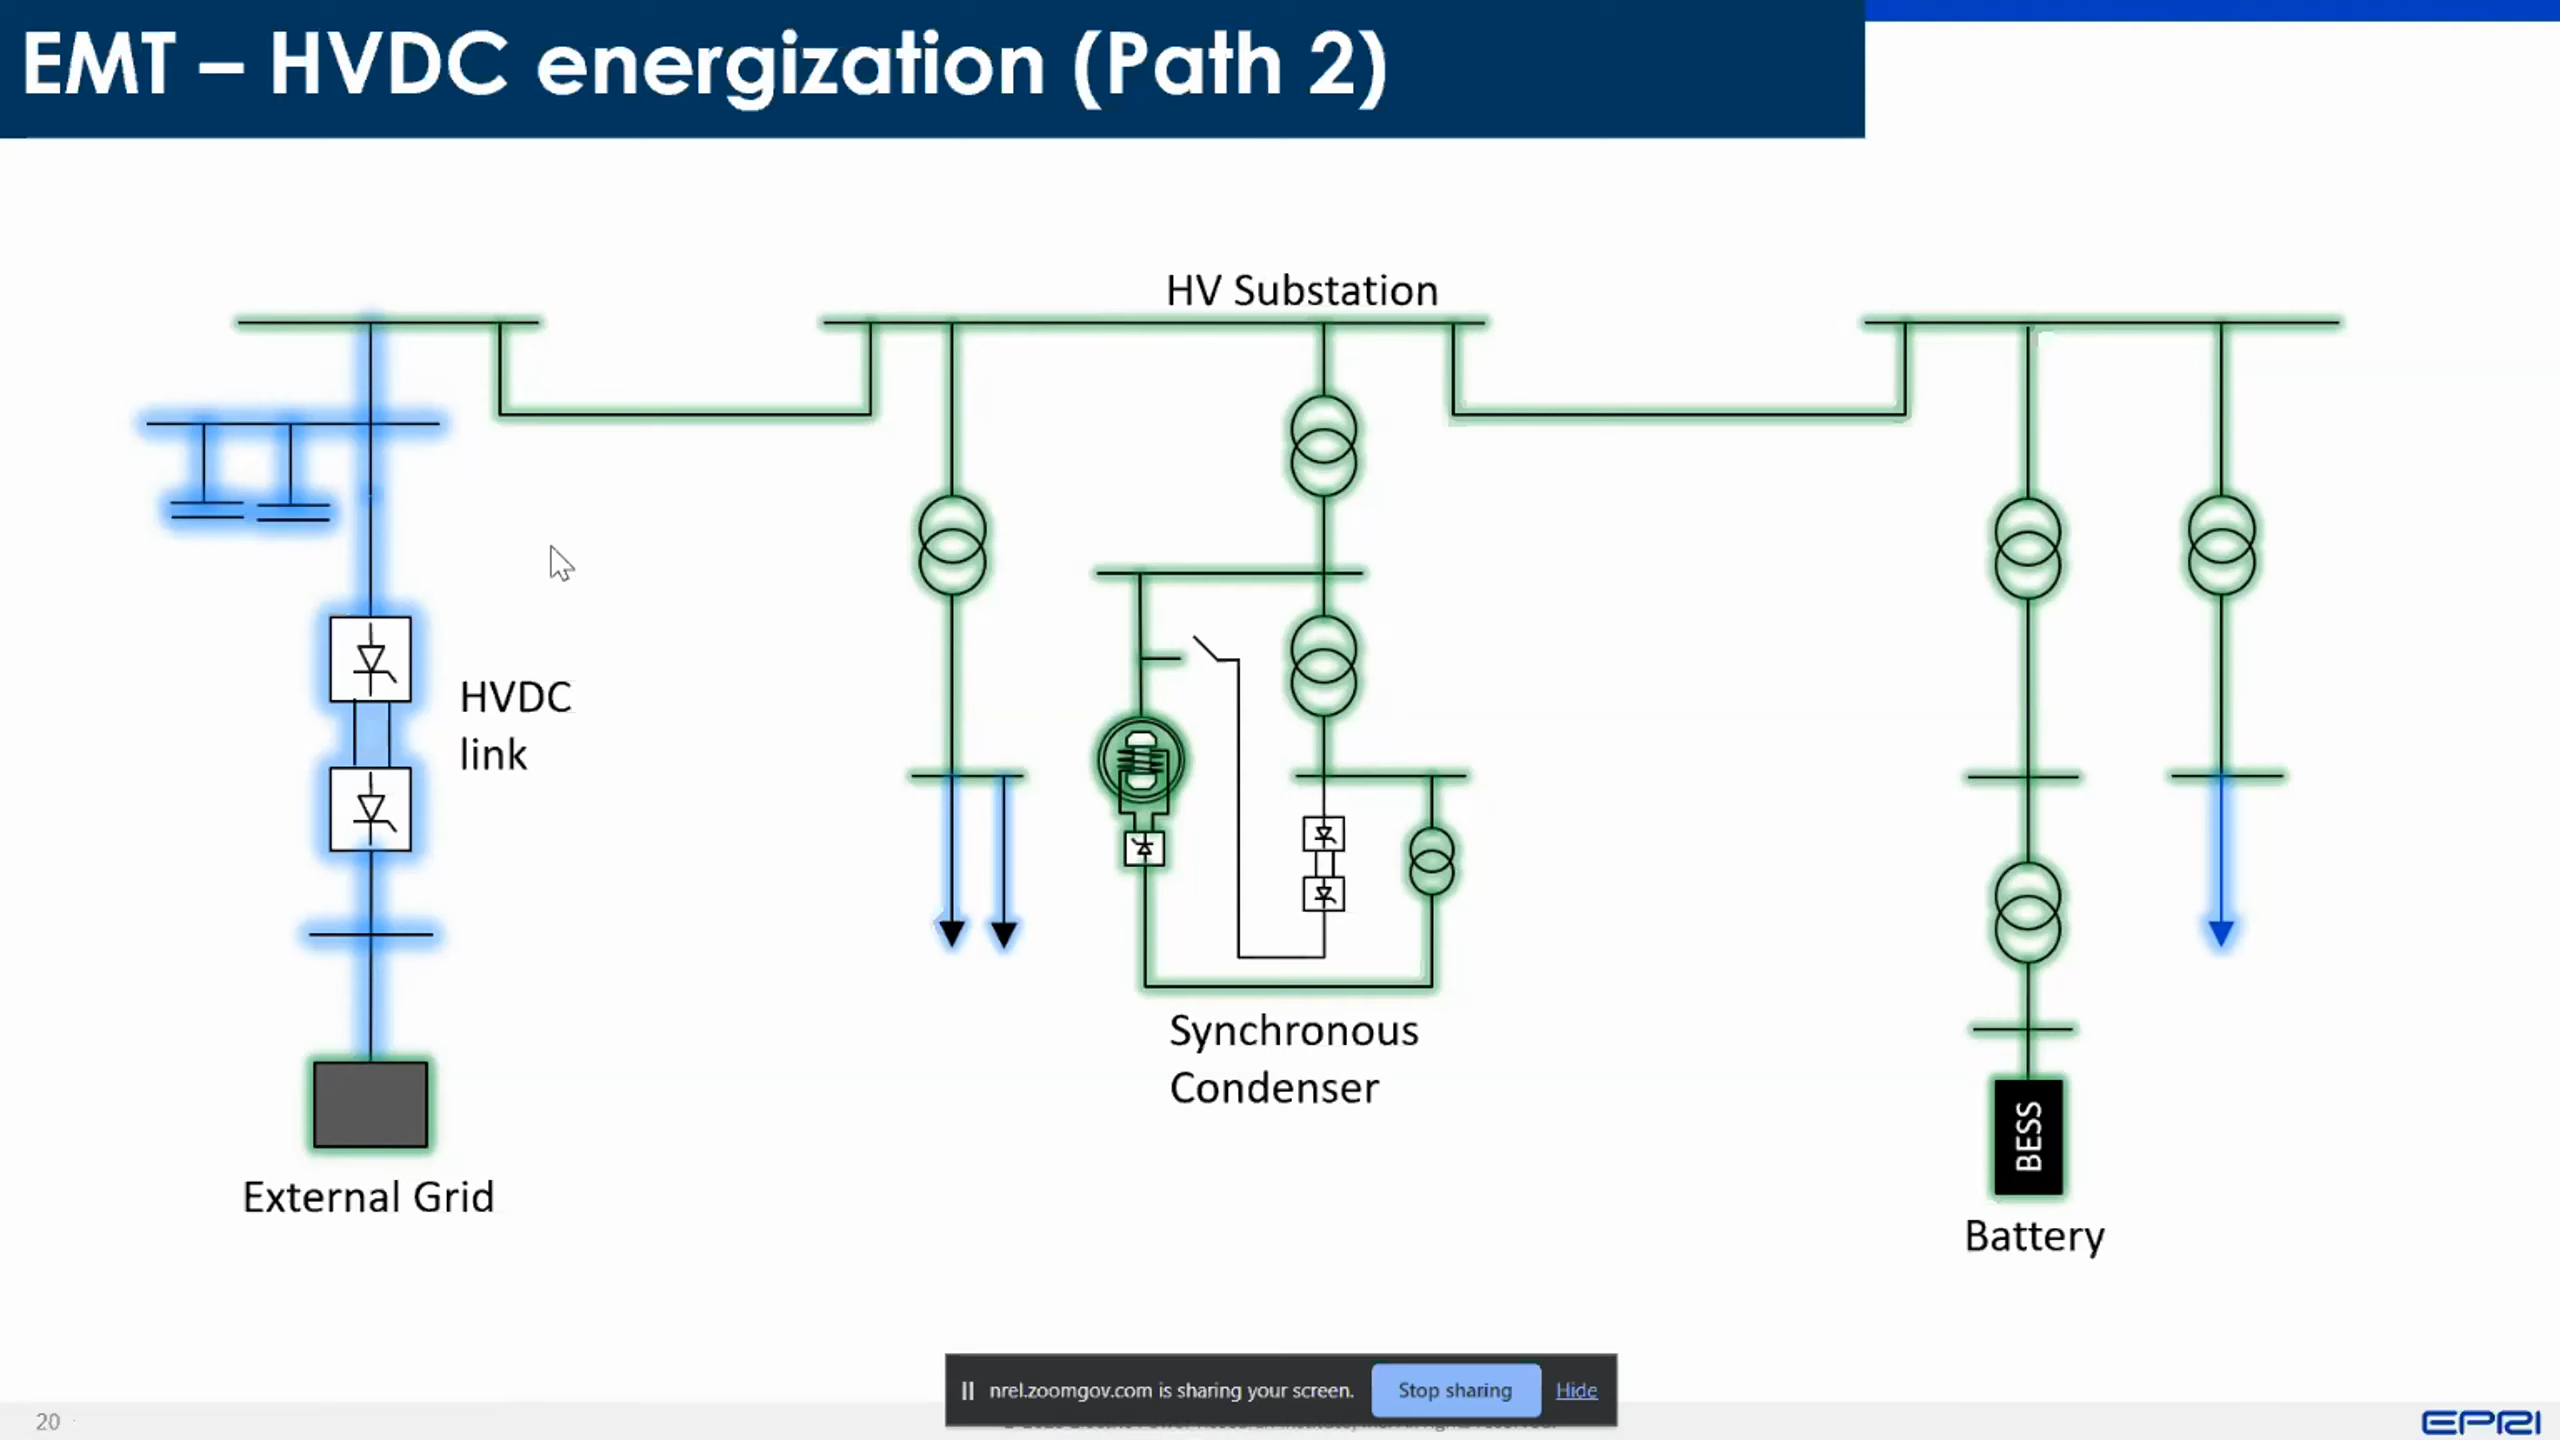 EMT – HVDC energization (Path 2)
HV Substation
HVDC
link
Synchronous
Condenser
External Grid
BESS
Battery
nrel.zoomgov.com is sharing your screen.
Stop sharing
Hide
20
EPRI